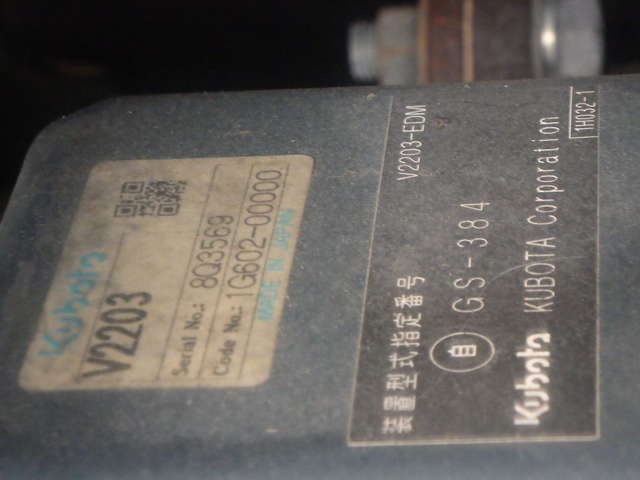 Kubota
V2203
Serial No.: 8Q3569
Code No.: 1G602-00000
MADE IN JAPAN
V2203-EDM
装置型式指定番号
自 GS-384
Kubota KUBOTA Corporation
1H032-1